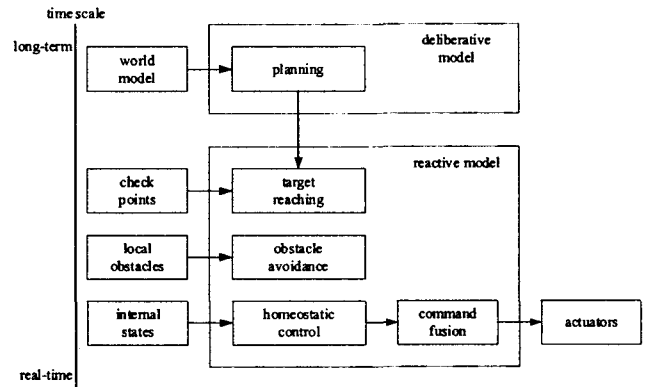 time scale
long-term
deliberative
model
world
model
planning
reactive model
check
points
target
reaching
local
obstacles
obstacle
avoidance
internal
states
homeostatic
control
command
fusion
actuators
real-time